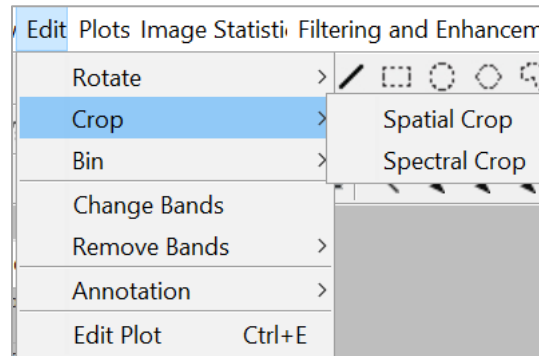 Edit Plots Image Statisti Filtering and Enhancem
Rotate
Crop
Spatial Crop
Bin
Spectral Crop
Change Bands
Remove Bands
Annotation
Edit Plot Ctrl+E